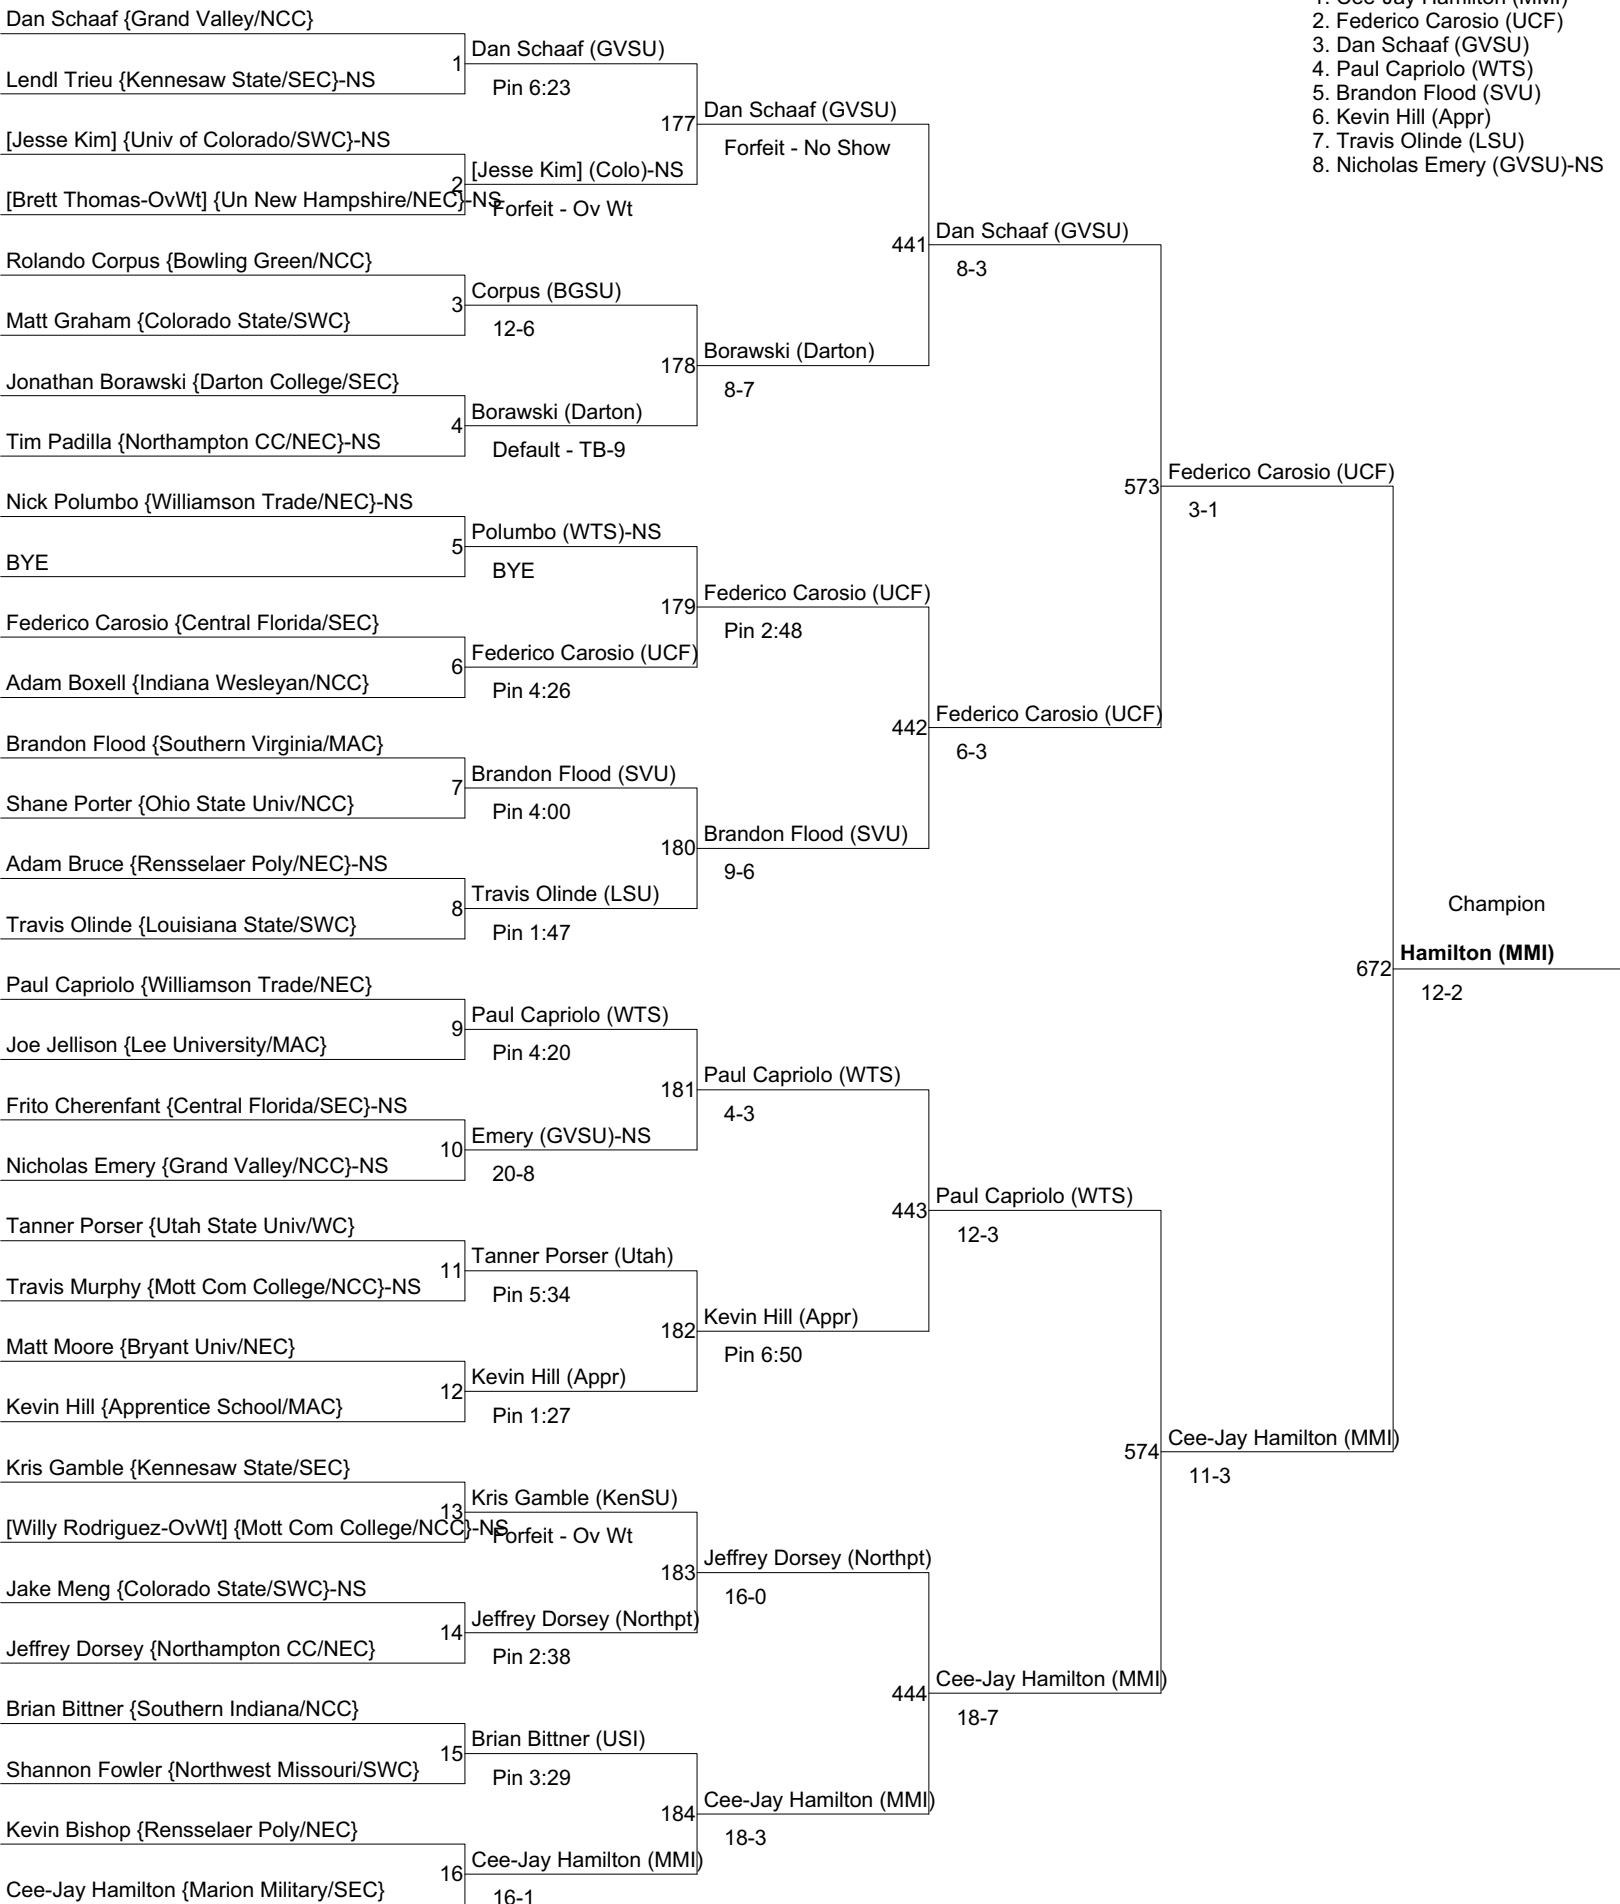 Dan Schaaf {Grand Valley/NCC}
Lendl Trieu {Kennesaw State/SEC}-NS
[Jesse Kim] {Univ of Colorado/SWC}-NS
[Brett Thomas-OvWt] {Un New Hampshire/NEC}-NS
Rolando Corpus {Bowling Green/NCC}
Matt Graham {Colorado State/SWC}
Jonathan Borawski {Darton College/SEC}
Tim Padilla {Northampton CC/NEC}-NS
Nick Polumbo {Williamson Trade/NEC}-NS
BYE
Federico Carosio {Central Florida/SEC}
Adam Boxell {Indiana Wesleyan/NCC}
Brandon Flood {Southern Virginia/MAC}
Shane Porter {Ohio State Univ/NCC}
Adam Bruce {Rensselaer Poly/NEC}-NS
Travis Olinde {Louisiana State/SWC}
Paul Capriolo {Williamson Trade/NEC}
Joe Jellison {Lee University/MAC}
Frito Cherenfant {Central Florida/SEC}-NS
Nicholas Emery {Grand Valley/NCC}-NS
Tanner Porser {Utah State Univ/WC}
Travis Murphy {Mott Com College/NCC}-NS
Matt Moore {Bryant Univ/NEC}
Kevin Hill {Apprentice School/MAC}
Kris Gamble {Kennesaw State/SEC}
[Willy Rodriguez-OvWt] {Mott Com College/NCC}-NS
Jake Meng {Colorado State/SWC}-NS
Jeffrey Dorsey {Northampton CC/NEC}
Brian Bittner {Southern Indiana/NCC}
Shannon Fowler {Northwest Missouri/SWC}
Kevin Bishop {Rensselaer Poly/NEC}
Cee-Jay Hamilton {Marion Military/SEC}
1 Dan Schaaf (GVSU)
Pin 6:23
2 [Jesse Kim] (Colo)-NS
Forfeit - Ov Wt
3 Corpus (BGSU)
12-6
4 Borawski (Darton)
Default - TB-9
5 Polumbo (WTS)-NS
BYE
6 Federico Carosio (UCF)
Pin 4:26
7 Brandon Flood (SVU)
Pin 4:00
8 Travis Olinde (LSU)
Pin 1:47
9 Paul Capriolo (WTS)
Pin 4:20
10 Emery (GVSU)-NS
20-8
11 Tanner Porser (Utah)
Pin 5:34
12 Kevin Hill (Appr)
Pin 1:27
13 Kris Gamble (KenSU)
Forfeit - Ov Wt
14 Jeffrey Dorsey (Northpt)
Pin 2:38
15 Brian Bittner (USI)
Pin 3:29
16 Cee-Jay Hamilton (MMI)
16-1
177 Dan Schaaf (GVSU)
Forfeit - No Show
178 Borawski (Darton)
8-7
179 Federico Carosio (UCF)
Pin 2:48
180 Brandon Flood (SVU)
9-6
181 Paul Capriolo (WTS)
4-3
182 Kevin Hill (Appr)
Pin 6:50
183 Jeffrey Dorsey (Northpt)
16-0
184 Cee-Jay Hamilton (MMI)
18-3
441 Dan Schaaf (GVSU)
8-3
442 Federico Carosio (UCF)
6-3
443 Paul Capriolo (WTS)
12-3
444 Cee-Jay Hamilton (MMI)
18-7
573 Federico Carosio (UCF)
3-1
574 Cee-Jay Hamilton (MMI)
11-3
Champion
672 Hamilton (MMI)
12-2
1. Cee-Jay Hamilton (MMI)
2. Federico Carosio (UCF)
3. Dan Schaaf (GVSU)
4. Paul Capriolo (WTS)
5. Brandon Flood (SVU)
6. Kevin Hill (Appr)
7. Travis Olinde (LSU)
8. Nicholas Emery (GVSU)-NS